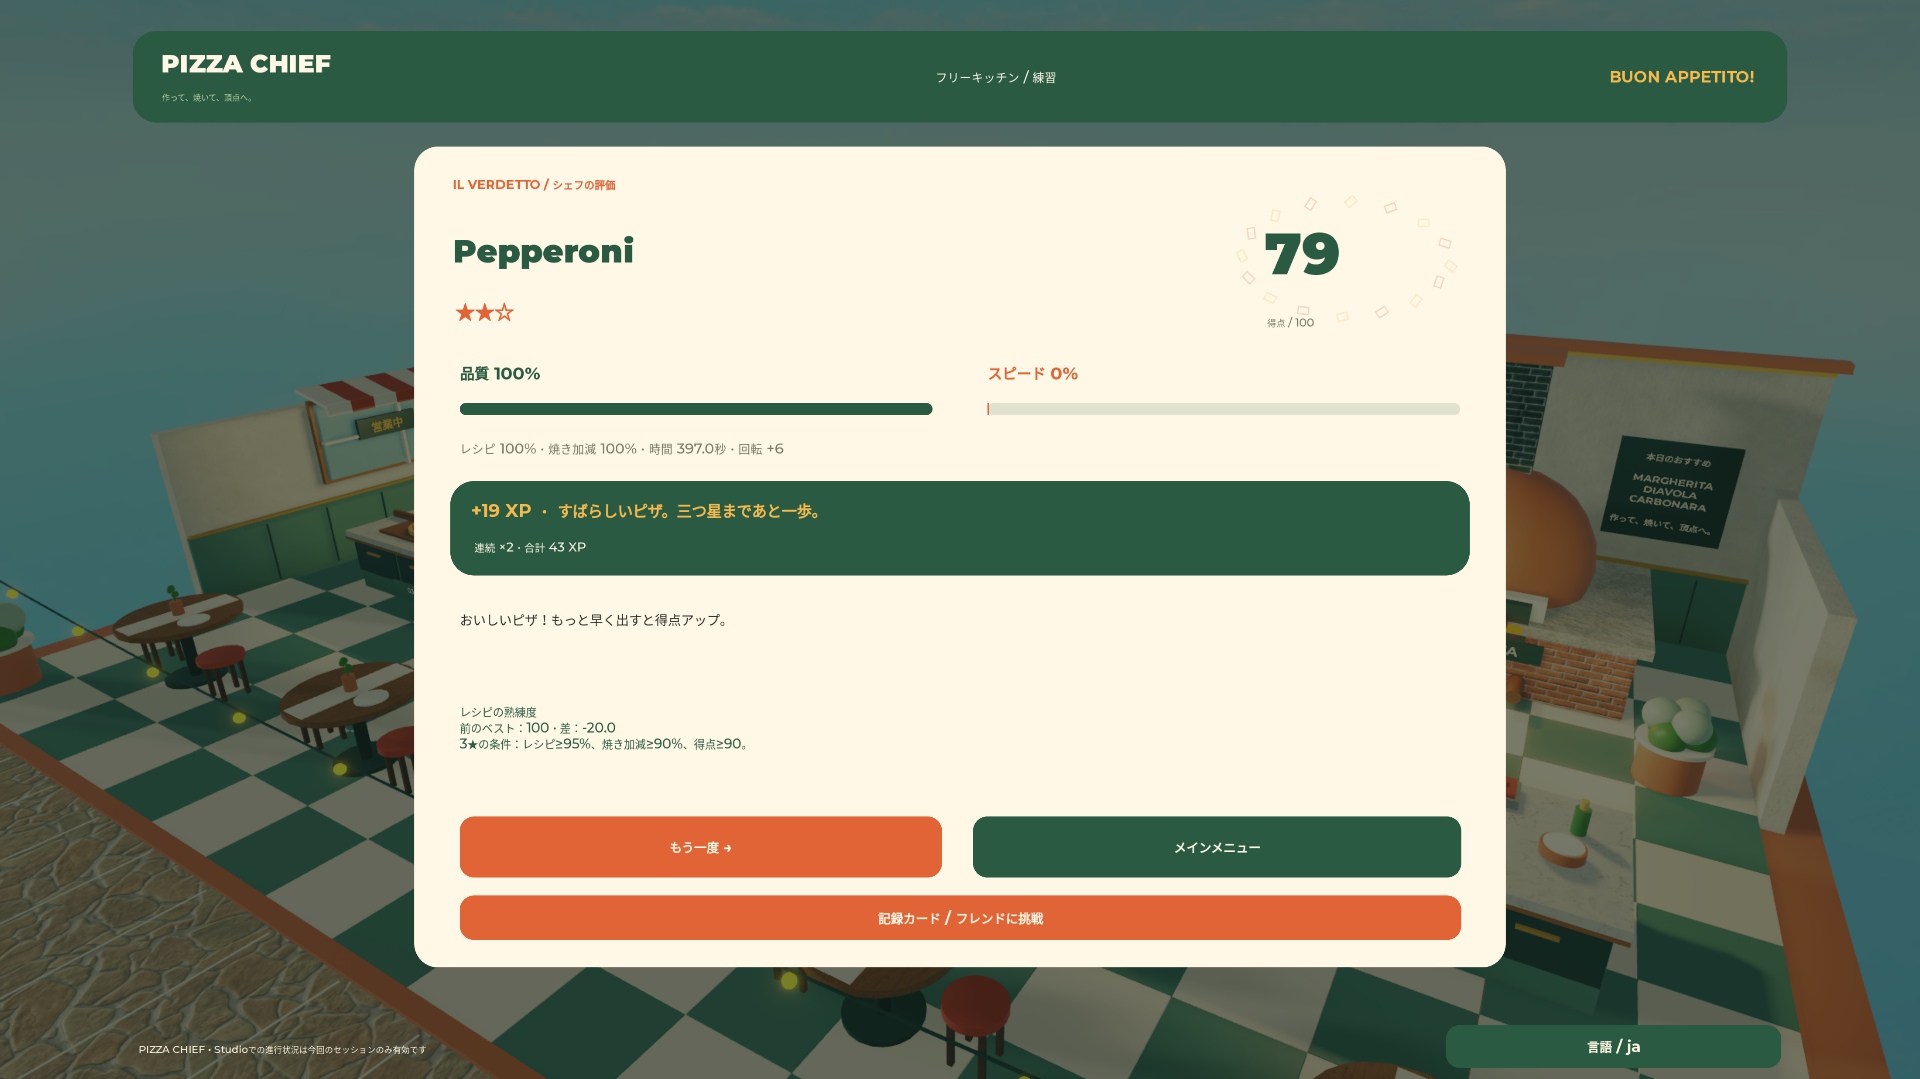 PIZZA CHIEF
作って、焼いて、頂点へ。
フリーキッチン / 練習
BUON APPETITO!
IL VERDETTO / シェフの評価
Pepperoni
79
★★☆
得点 / 100
品質 100%
スピード 0%
レシピ 100% · 焼き加減 100% · 時間 397.0秒 · 回転 +6
+19 XP · すばらしいピザ。三つ星まであと一歩。
連続 ×2 · 合計 43 XP
おいしいピザ！もっと早く出すと得点アップ。
レシピの熟練度
前のベスト：100 · 差：-20.0
3★の条件：レシピ≥95%、焼き加減≥90%、得点≥90。
もう一度 →
メインメニュー
記録カード / フレンドに挑戦
営業中
本日のおすすめ
MARGHERITA
DIAVOLA
CARBONARA
作って、焼いて、頂点へ。
PIZZA CHIEF · Studioでの進行状況は今回のセッションのみ有効です
言語 / ja